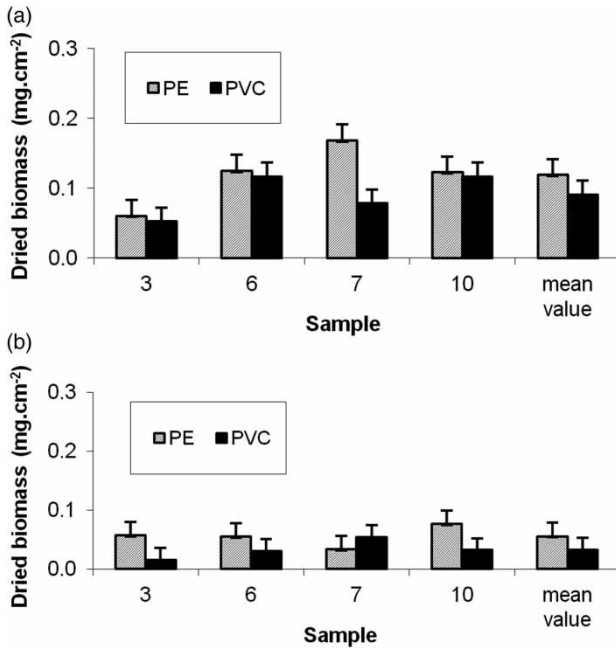 (a)
Dried biomass (mg.cm⁻²)
0.3
0.2
0.1
0.0
PE PVC
3 6 7 10 mean value
Sample
(b)
Dried biomass (mg.cm⁻²)
0.3
0.2
0.1
0.0
PE PVC
3 6 7 10 mean value
Sample